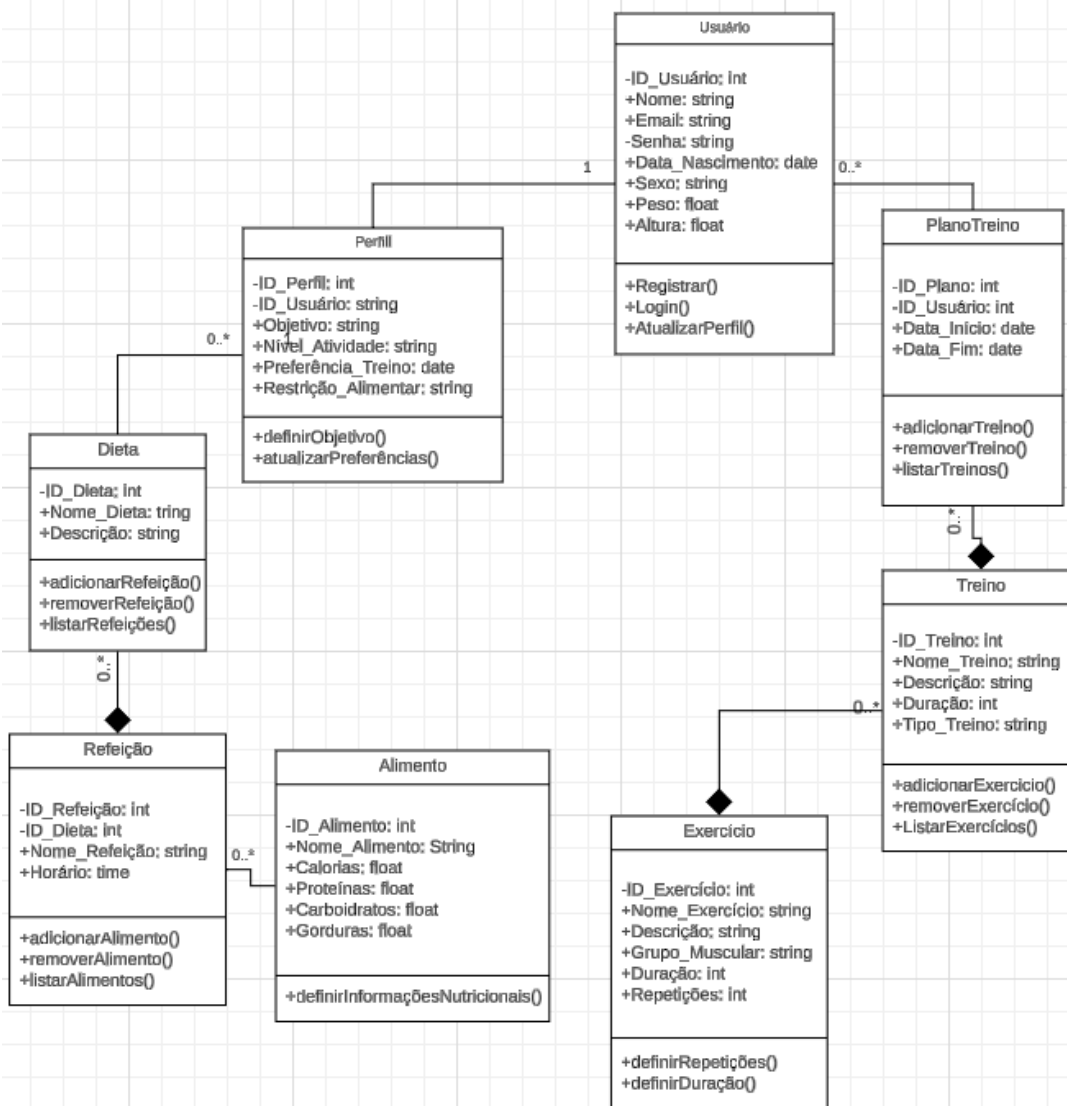 Usuário
-ID_Usuário: int
+Nome: string
+Email: string
-Senha: string
+Data_Nascimento: date
+Sexo: string
+Peso: float
+Altura: float
+Registrar()
+Login()
+AtualizarPerfil()
1
0..*
Perfil
-ID_Perfil: int
-ID_Usuário: string
+Objetivo: string
+Nível_Atividade: string
+Preferência_Treino: date
+Restrição_Alimentar: string
+definirObjetivo()
+atualizarPreferências()
1
0..*
PlanoTreino
-ID_Plano: int
-ID_Usuário: int
+Data_Início: date
+Data_Fim: date
+adicionarTreino()
+removerTreino()
+listarTreinos()
0..*
Dieta
-ID_Dieta: int
+Nome_Dieta: tring
+Descrição: string
+adicionarRefeição()
+removerRefeição()
+listarRefeições()
0..*
Treino
-ID_Treino: int
+Nome_Treino: string
+Descrição: string
+Duração: int
+Tipo_Treino: string
+adicionarExercicio()
+removerExercício()
+ListarExercícios()
0..*
Refeição
-ID_Refeição: int
-ID_Dieta: int
+Nome_Refeição: string
+Horário: time
+adicionarAlimento()
+removerAlimento()
+listarAlimentos()
0..*
Alimento
-ID_Alimento: int
+Nome_Alimento: String
+Calorias: float
+Proteínas: float
+Carboidratos: float
+Gorduras: float
+definirInformaçõesNutricionais()
Exercício
-ID_Exercício: int
+Nome_Exercício: string
+Descrição: string
+Grupo_Muscular: string
+Duração: int
+Repetições: int
+definirRepetições()
+definirDuração()